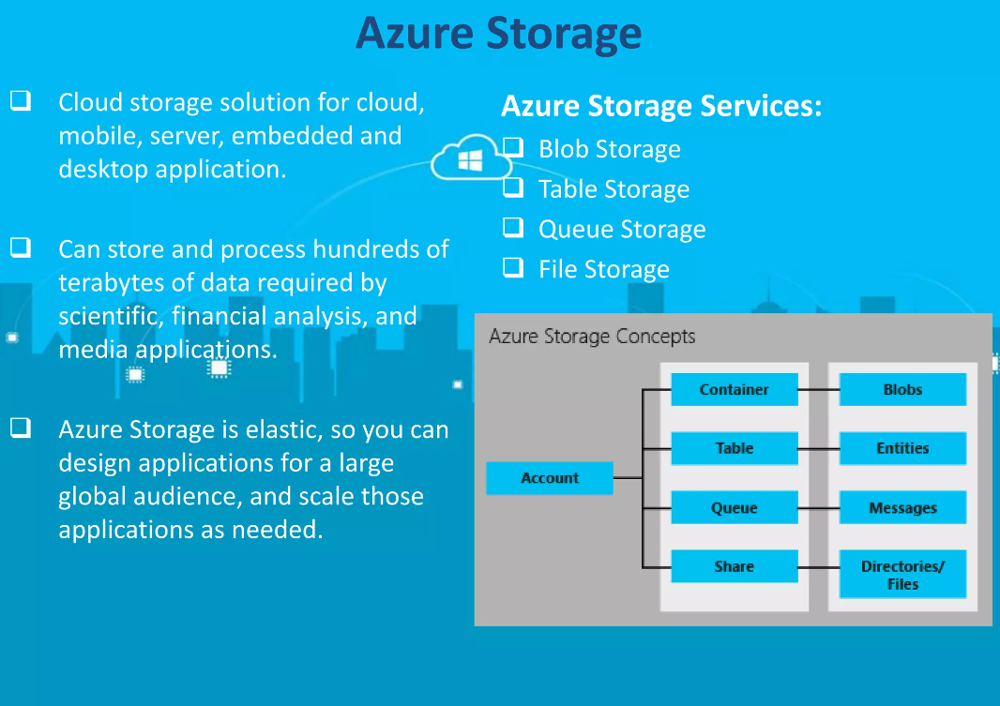 Azure Storage
❑ Cloud storage solution for cloud,
mobile, server, embedded and
desktop application.
❑ Can store and process hundreds of
terabytes of data required by
scientific, financial analysis, and
media applications.
❑ Azure Storage is elastic, so you can
design applications for a large
global audience, and scale those
applications as needed.
Azure Storage Services:
❑ Blob Storage
❑ Table Storage
❑ Queue Storage
❑ File Storage
Azure Storage Concepts
Account
Container
Blobs
Table
Entities
Queue
Messages
Share
Directories/
Files